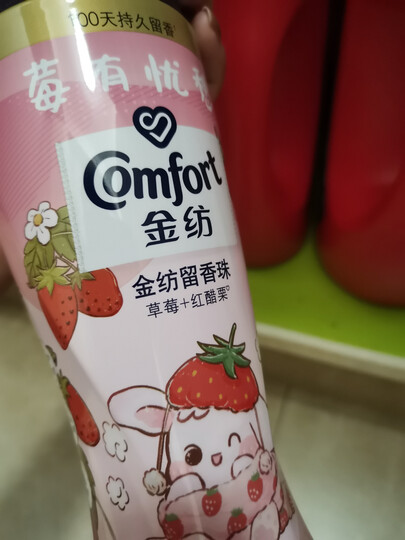 100天持久留香
莓有忧
Comfort
金纺
金纺留香珠
草莓+红醋栗